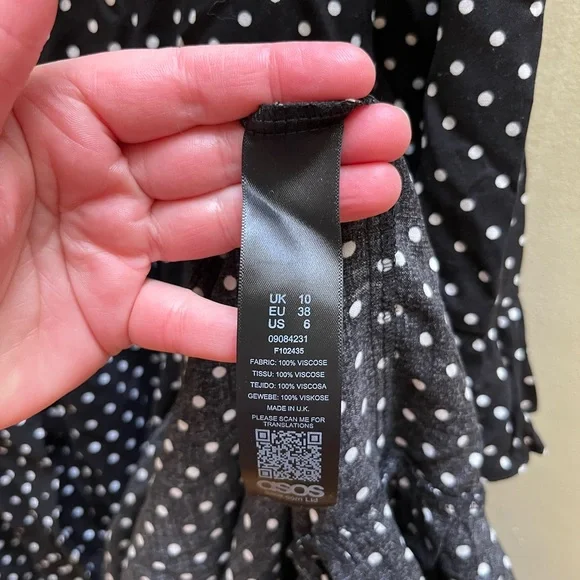 UK 10
EU 38
US 6
09084231
F102435
FABRIC: 100% VISCOSE
TISSU: 100% VISCOSE
TEJIDO: 100% VISCOSA
GEWEBE: 100% VISKOSE
MADE IN U.K.
PLEASE SCAN ME FOR
TRANSLATIONS
asos
Ltd